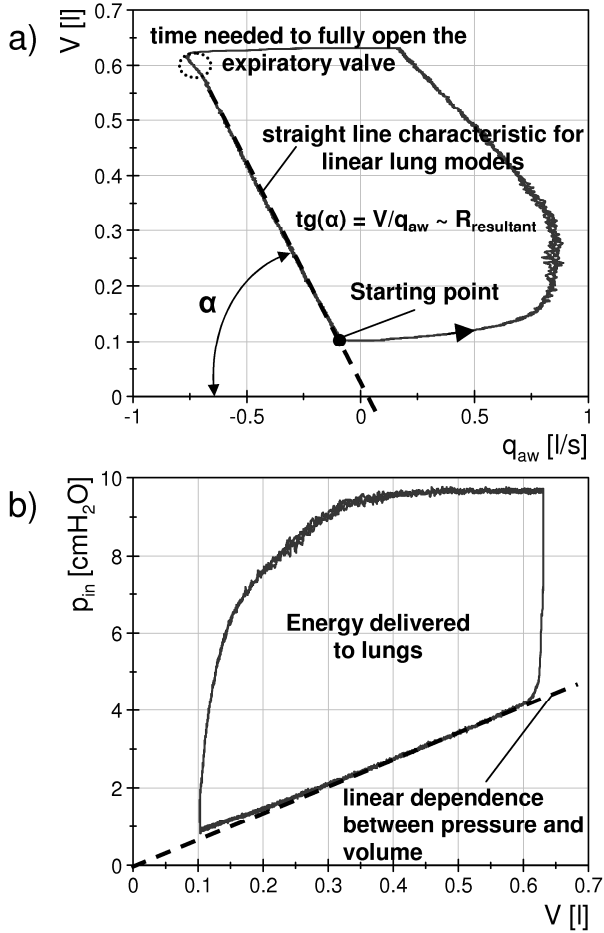 a)
V [l]
0.7
0.6
0.5
0.4
0.3
0.2
0.1
0
time needed to fully open the
expiratory valve
straight line characteristic for
linear lung models
tg(α) = V/qaw ~ Rresultant
α
Starting point
-1
-0.5
0
0.5
1
qaw [l/s]
b)
pin [cmH2O]
10
8
6
4
2
0
Energy delivered
to lungs
linear dependence
between pressure and
volume
0
0.1
0.2
0.3
0.4
0.5
0.6
0.7
V [l]